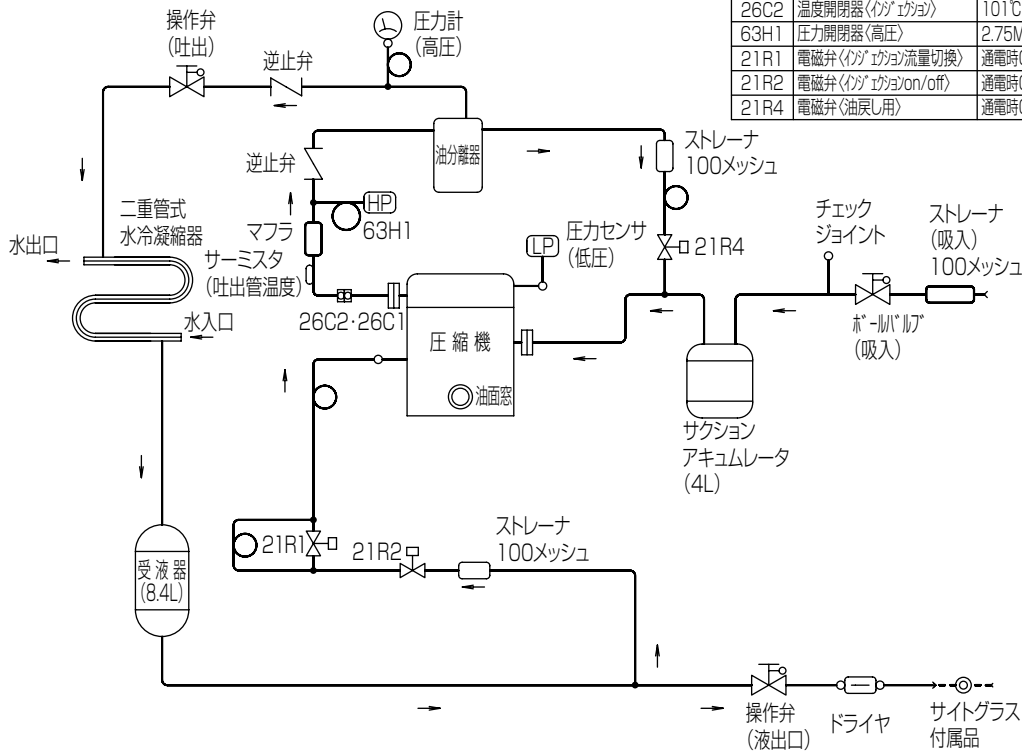 26C2 温度開閉器〈インジェクション〉 101℃
63H1 圧力開閉器〈高圧〉 2.75M
21R1 電磁弁〈インジェクション流量切換〉 通電時
21R2 電磁弁〈インジェクションon/off〉 通電時
21R4 電磁弁〈油戻し用〉 通電時
操作弁
(吐出)
逆止弁
圧力計
(高圧)
油分離器
ストレーナ
100メッシュ
逆止弁
HP
63H1
マフラ
サーミスタ
(吐出管温度)
二重管式
水冷凝縮器
水出口
水入口
26C2・26C1
LP
圧力センサ
(低圧)
21R4
チェック
ジョイント
ストレーナ
(吸入)
100メッシュ
ボールバルブ
(吸入)
圧縮機
油面窓
サクション
アキュムレータ
(4L)
21R1
21R2
ストレーナ
100メッシュ
受液器
(8.4L)
操作弁
(液出口)
ドライヤ
サイトグラス
付属品